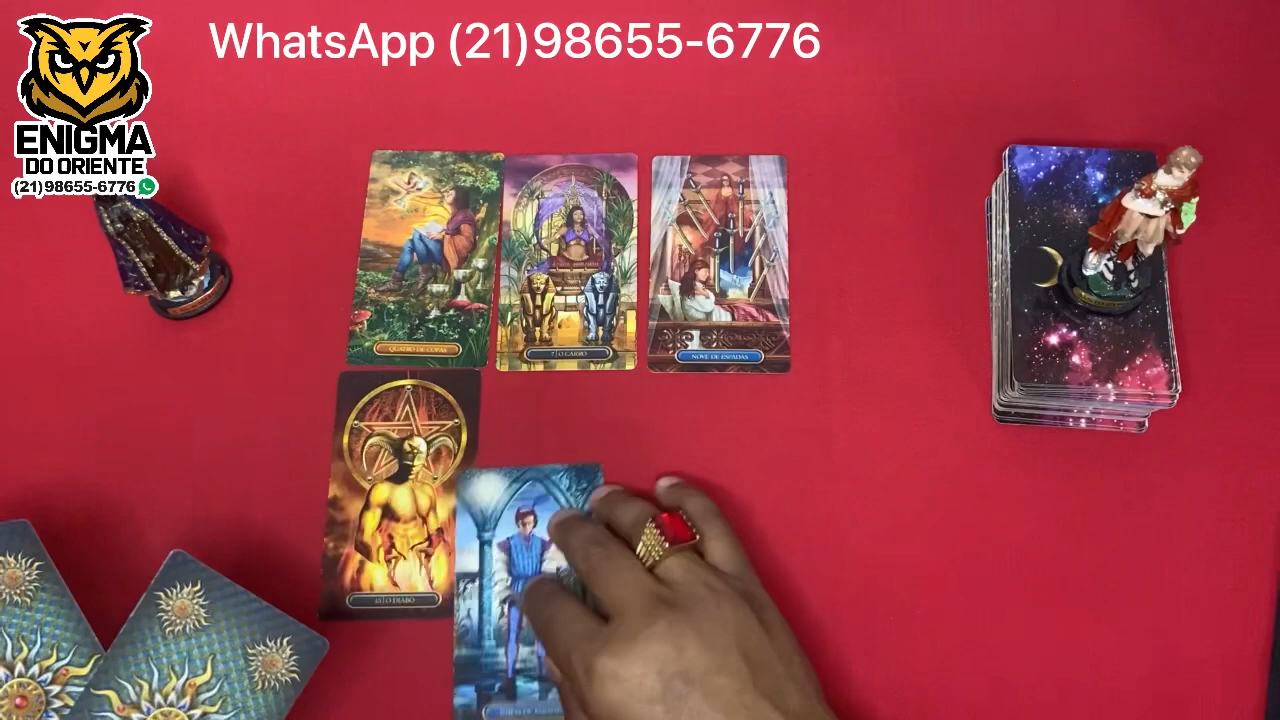 WhatsApp (21)98655-6776
ENIGMA
DO ORIENTE
(21)98655-6776
QUATRO DE COPAS
7 | O CARRO
NOVE DE ESPADAS
15 | O DIABO